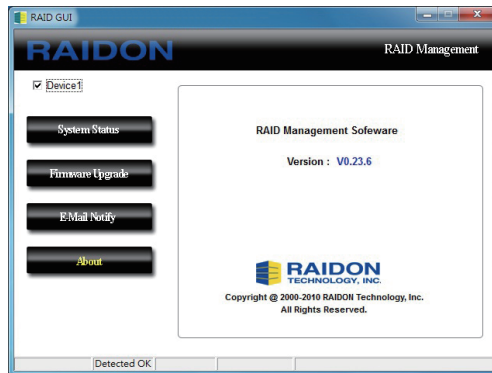 RAID GUI
RAIDON
RAID Management
Device1
System Status
Firmware Upgrade
E-Mail Notify
About
RAID Management Sofeware
Version : V0.23.6
RAIDON
TECHNOLOGY, INC.
Copyright @ 2000-2010 RAIDON Technology, Inc.
All Rights Reserved.
Detected OK